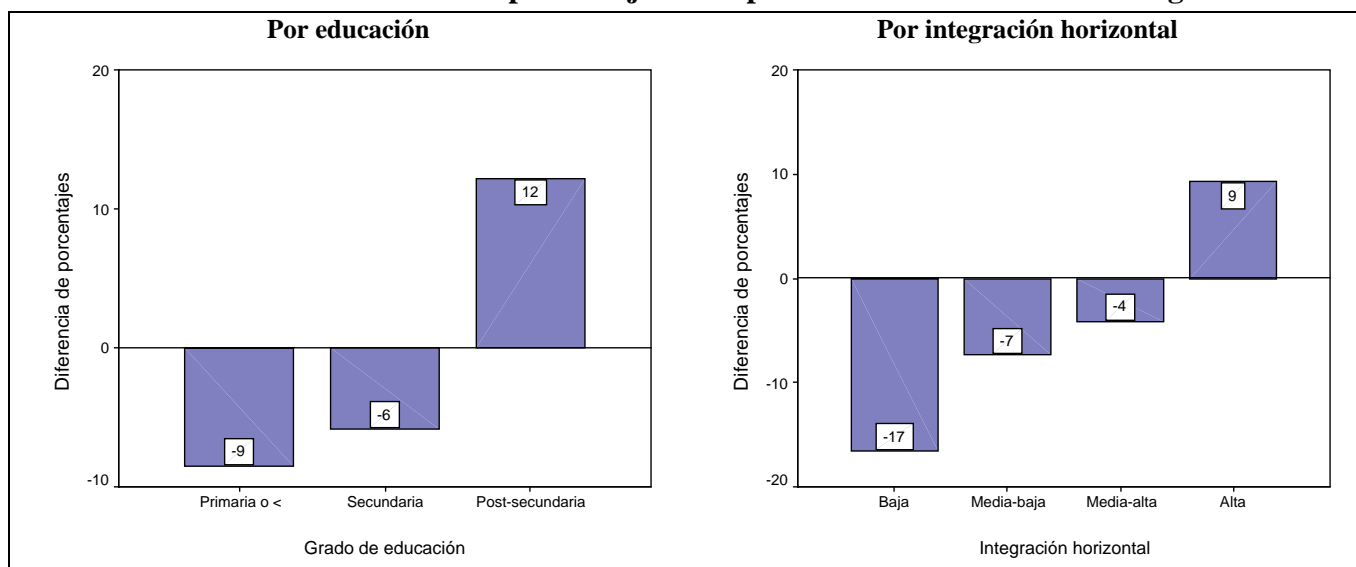 Por educación
20
10
0
-10
Diferencia de porcentajes
-9
-6
12
Primaria o <
Secundaria
Post-secundaria
Grado de educación
Por integración horizontal
20
10
0
-10
-20
Diferencia de porcentajes
-17
-7
-4
9
Baja
Media-baja
Media-alta
Alta
Integración horizontal